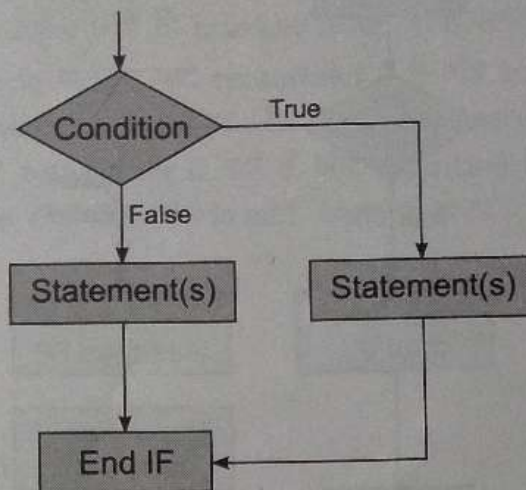 Condition
True
False
Statement(s)
Statement(s)
End IF